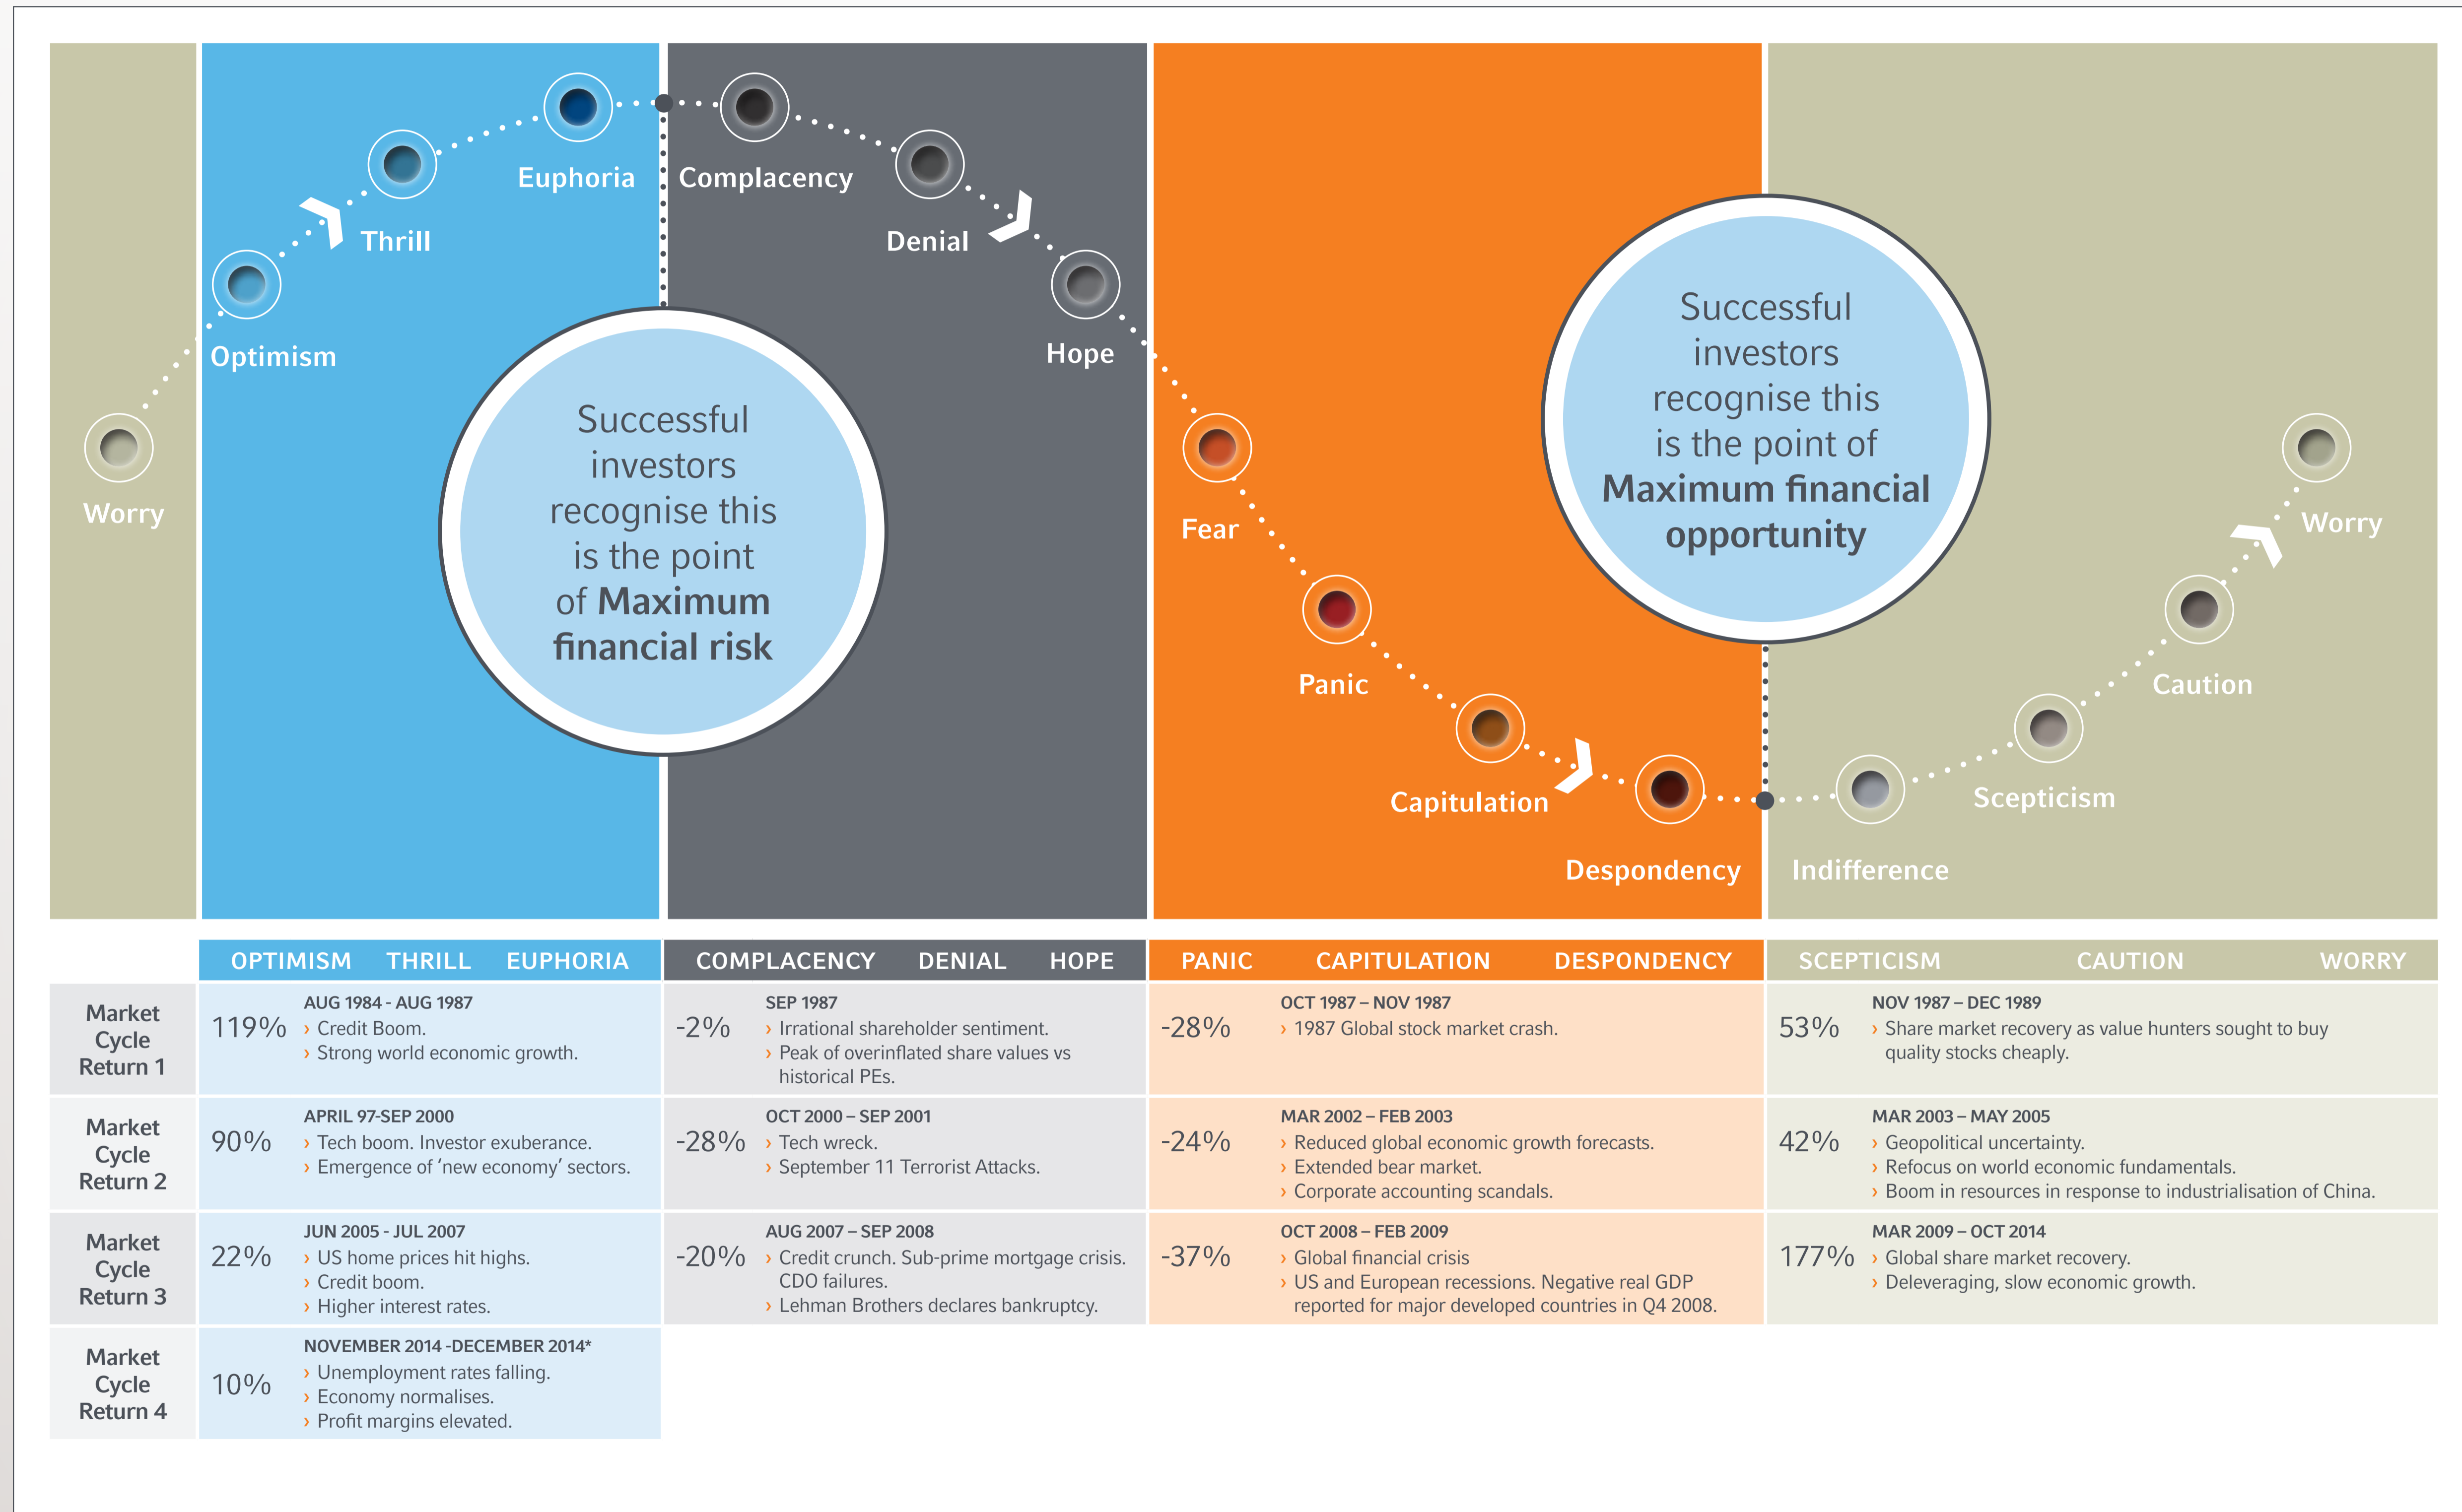 Worry
Optimism
Thrill
Euphoria
Complacency
Denial
Hope
Successful
investors
recognise this
is the point
of Maximum
financial risk
Fear
Panic
Capitulation
Despondency
Successful
investors
recognise this
is the point of
Maximum financial
opportunity
Indifference
Scepticism
Caution
Worry
OPTIMISM THRILL EUPHORIA
COMPLACENCY DENIAL HOPE
PANIC CAPITULATION DESPONDENCY
SCEPTICISM CAUTION WORRY
Market
Cycle
Return 1
119%
AUG 1984 - AUG 1987
› Credit Boom.
› Strong world economic growth.
-2%
SEP 1987
› Irrational shareholder sentiment.
› Peak of overinflated share values vs
historical PEs.
-28%
OCT 1987 – NOV 1987
› 1987 Global stock market crash.
53%
NOV 1987 – DEC 1989
› Share market recovery as value hunters sought to buy
quality stocks cheaply.
Market
Cycle
Return 2
90%
APRIL 97-SEP 2000
› Tech boom. Investor exuberance.
› Emergence of ‘new economy’ sectors.
-28%
OCT 2000 – SEP 2001
› Tech wreck.
› September 11 Terrorist Attacks.
-24%
MAR 2002 – FEB 2003
› Reduced global economic growth forecasts.
› Extended bear market.
› Corporate accounting scandals.
42%
MAR 2003 – MAY 2005
› Geopolitical uncertainty.
› Refocus on world economic fundamentals.
› Boom in resources in response to industrialisation of China.
Market
Cycle
Return 3
22%
JUN 2005 - JUL 2007
› US home prices hit highs.
› Credit boom.
› Higher interest rates.
-20%
AUG 2007 – SEP 2008
› Credit crunch. Sub-prime mortgage crisis.
CDO failures.
› Lehman Brothers declares bankruptcy.
-37%
OCT 2008 – FEB 2009
› Global financial crisis
› US and European recessions. Negative real GDP
reported for major developed countries in Q4 2008.
177%
MAR 2009 – OCT 2014
› Global share market recovery.
› Deleveraging, slow economic growth.
Market
Cycle
Return 4
10%
NOVEMBER 2014 -DECEMBER 2014*
› Unemployment rates falling.
› Economy normalises.
› Profit margins elevated.